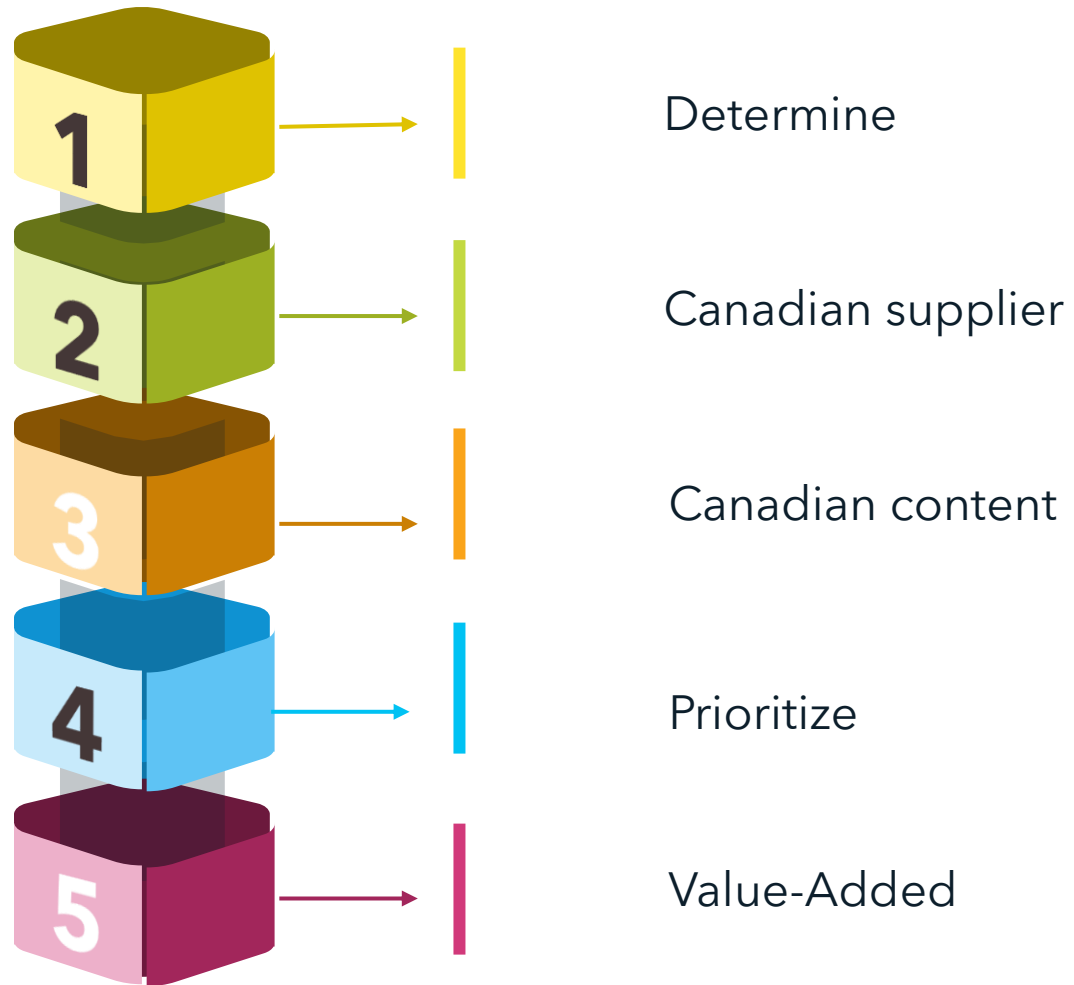 1
Determine
2
Canadian supplier
3
Canadian content
4
Prioritize
5
Value-Added